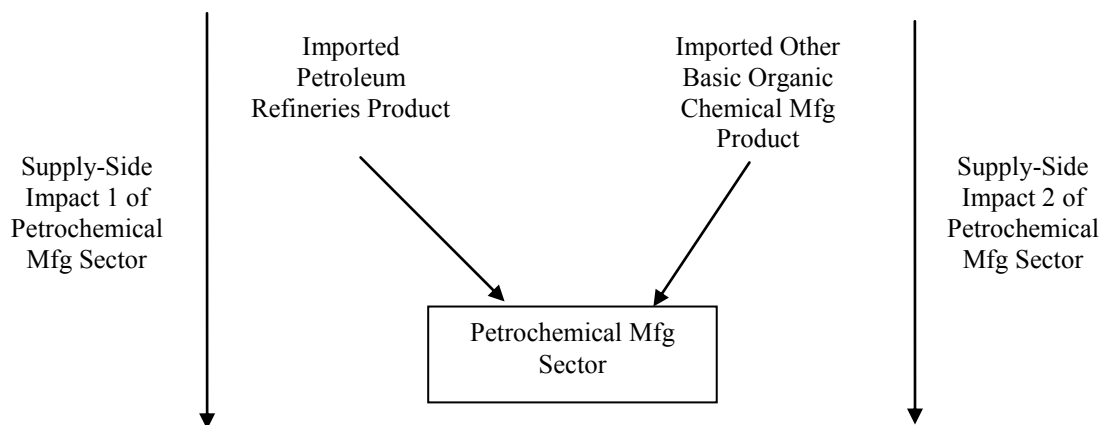 Imported
Petroleum
Refineries Product
Imported Other
Basic Organic
Chemical Mfg
Product
Supply-Side
Impact 1 of
Petrochemical
Mfg Sector
Supply-Side
Impact 2 of
Petrochemical
Mfg Sector
Petrochemical Mfg
Sector